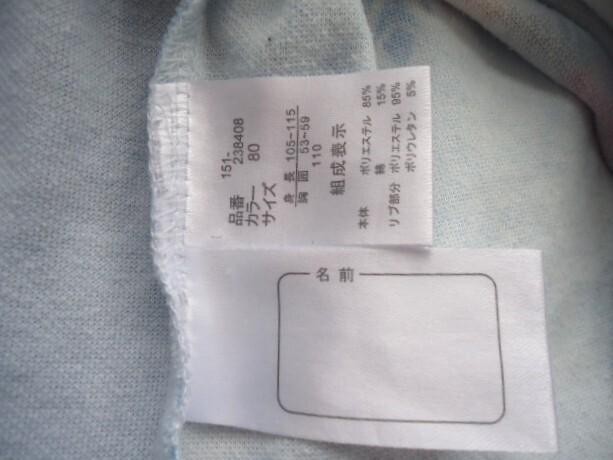 151-
品番 238408
カラー 80
サイズ
身長 105~115
胸囲 53~59
110
組成表示
本体 ポリエステル 85%
綿 15%
リブ部分 ポリエステル 95%
ポリウレタン 5%
名前